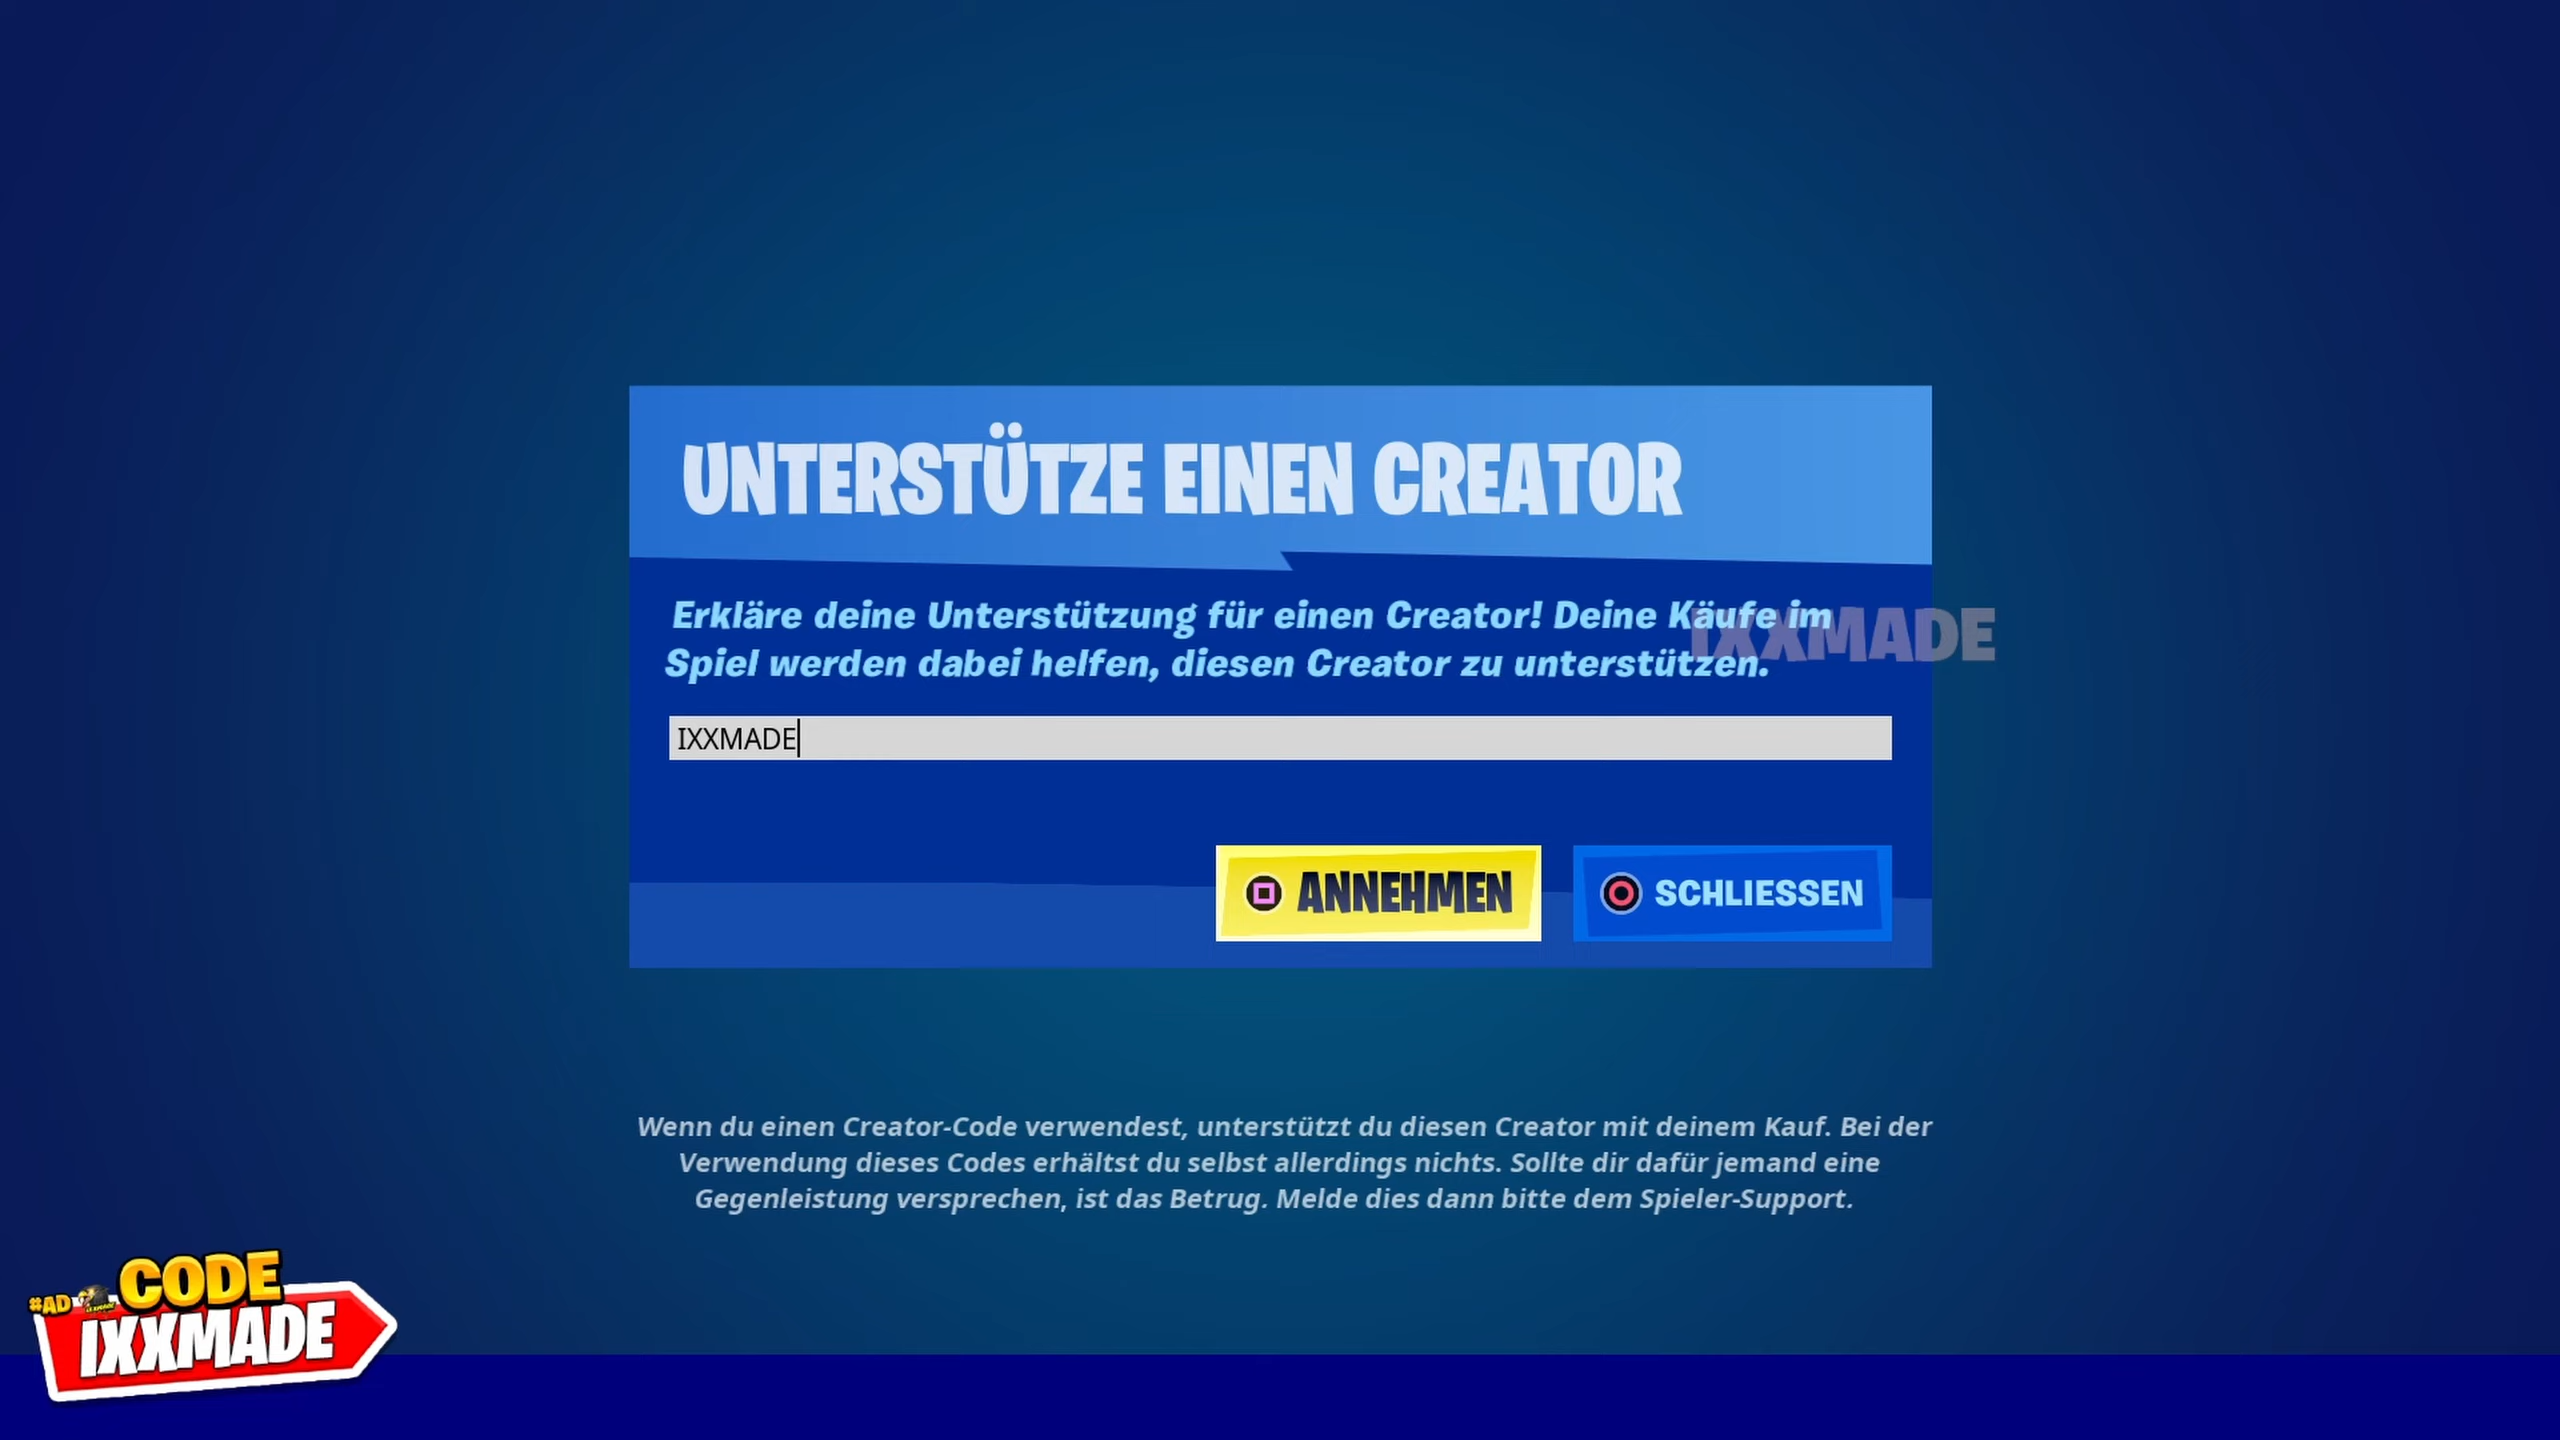 UNTERSTÜTZE EINEN CREATOR
Erkläre deine Unterstützung für einen Creator! Deine Käufe im
Spiel werden dabei helfen, diesen Creator zu unterstützen.
IXXMADE
IXXMADE
ANNEHMEN
SCHLIESSEN
Wenn du einen Creator-Code verwendest, unterstützt du diesen Creator mit deinem Kauf. Bei der
Verwendung dieses Codes erhältst du selbst allerdings nichts. Sollte dir dafür jemand eine
Gegenleistung versprechen, ist das Betrug. Melde dies dann bitte dem Spieler-Support.
#AD
CODE
IXXMADE